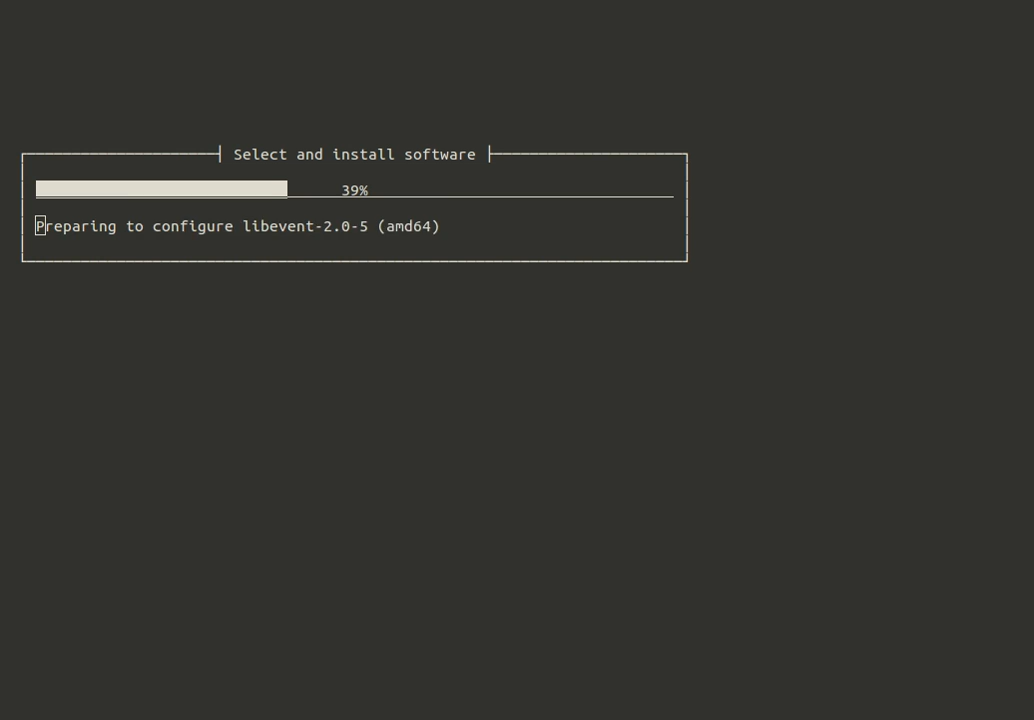 Select and install software
39%
Preparing to configure libevent-2.0-5 (amd64)